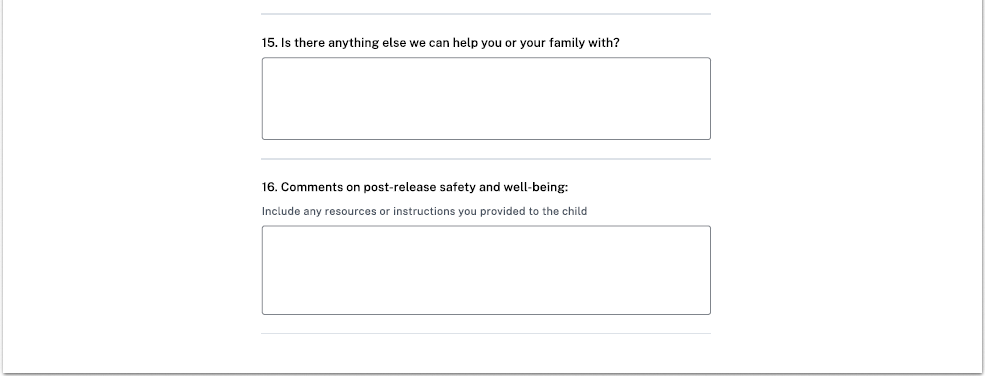 15. Is there anything else we can help you or your family with?
16. Comments on post-release safety and well-being:
Include any resources or instructions you provided to the child